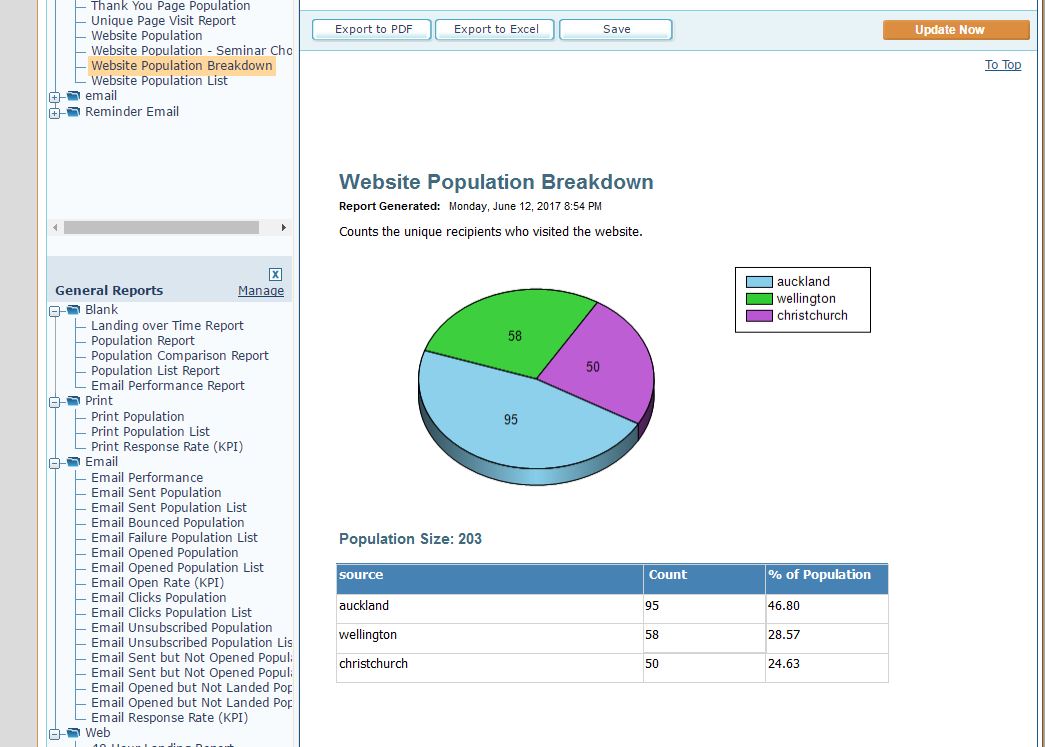 Thank You Page Population
Unique Page Visit Report
Website Population
Website Population - Seminar Cho
Website Population Breakdown
Website Population List
email
Reminder Email
General Reports
Manage
Blank
Landing over Time Report
Population Report
Population Comparison Report
Population List Report
Email Performance Report
Print
Print Population
Print Population List
Print Response Rate (KPI)
Email
Email Performance
Email Sent Population
Email Sent Population List
Email Bounced Population
Email Failure Population List
Email Opened Population
Email Opened Population List
Email Open Rate (KPI)
Email Clicks Population
Email Clicks Population List
Email Unsubscribed Population
Email Unsubscribed Population Lis
Email Sent but Not Opened Popul
Email Sent but Not Opened Popul
Email Opened but Not Landed Pop
Email Opened but Not Landed Pop
Email Response Rate (KPI)
Web
Export to PDF Export to Excel Save Update Now
To Top
Website Population Breakdown
Report Generated: Monday, June 12, 2017 8:54 PM
Counts the unique recipients who visited the website.
auckland
wellington
christchurch
58
50
95
Population Size: 203
source Count % of Population
auckland 95 46.80
wellington 58 28.57
christchurch 50 24.63